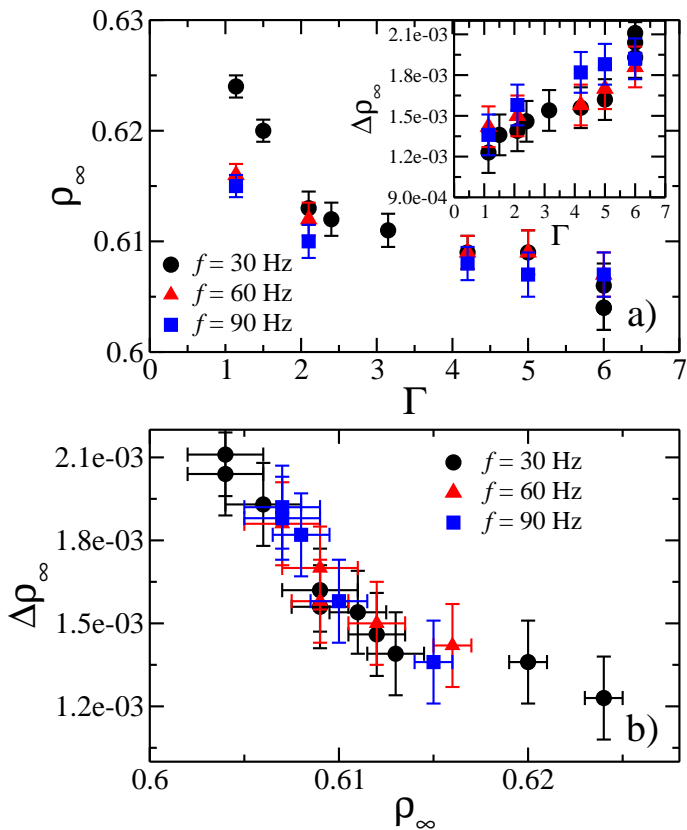 a)
0.63
0.62
0.61
0.6
ρ∞
0 1 2 3 4 5 6 7
Γ
f = 30 Hz
f = 60 Hz
f = 90 Hz
2.1e-03
1.8e-03
1.5e-03
1.2e-03
9.0e-04
Δρ∞
0 1 2 3 4 5 6 7
Γ
2.1e-03
1.8e-03
1.5e-03
1.2e-03
Δρ∞
f = 30 Hz
f = 60 Hz
f = 90 Hz
b)
0.6 0.61 0.62
ρ∞